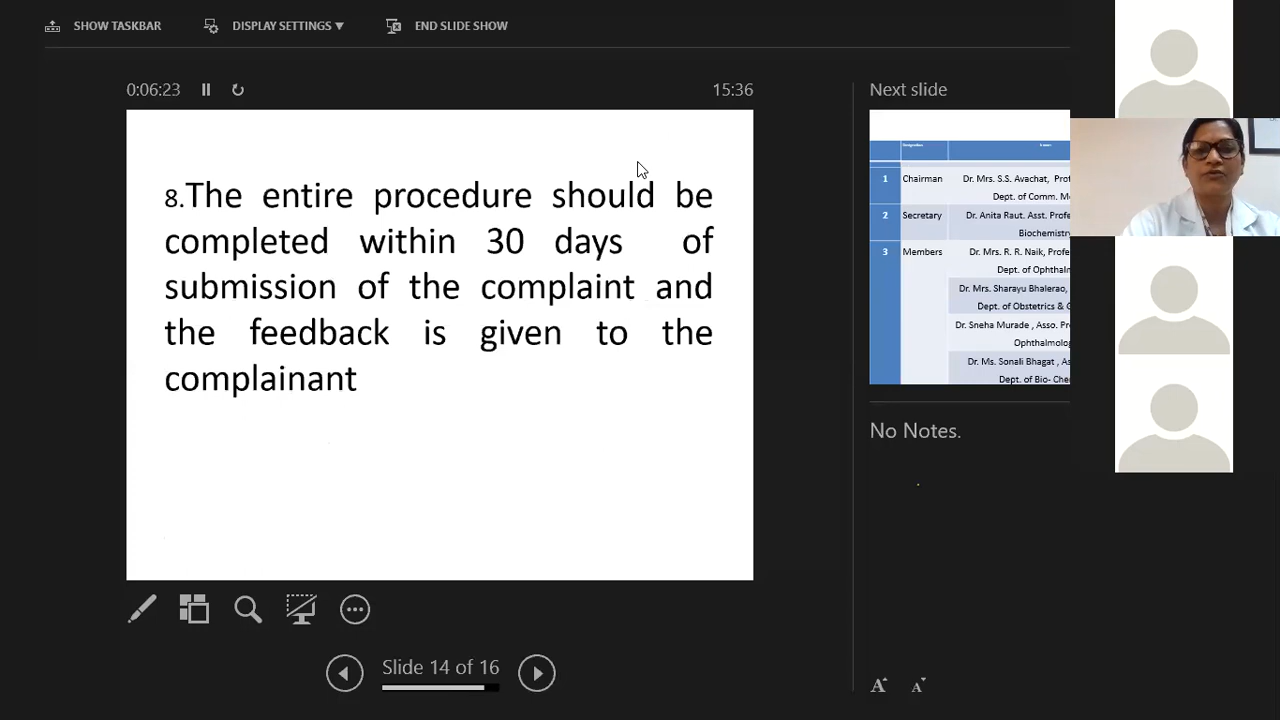 SHOW TASKBAR
DISPLAY SETTINGS
END SLIDE SHOW
0:06:23
15:36
8.The entire procedure should be
completed within 30 days of
submission of the complaint and
the feedback is given to the
complainant
Slide 14 of 16
Next slide
Designation
1 Chairman Dr. Mrs. S.S. Avachat, Prof
Dept. of Comm. M
2 Secretary Dr. Anita Raut. Asst. Profe
Biochemistry
3 Members Dr. Mrs. R. R. Naik, Profe
Dept. of Ophthalm
Dr. Mrs. Sharayu Bhalerao,
Dept. of Obstetrics & G
Dr. Sneha Murade , Asso. Pr
Ophthalmolog
Dr. Ms. Sonali Bhagat , As
Dept. of Bio- Che
No Notes.
A A